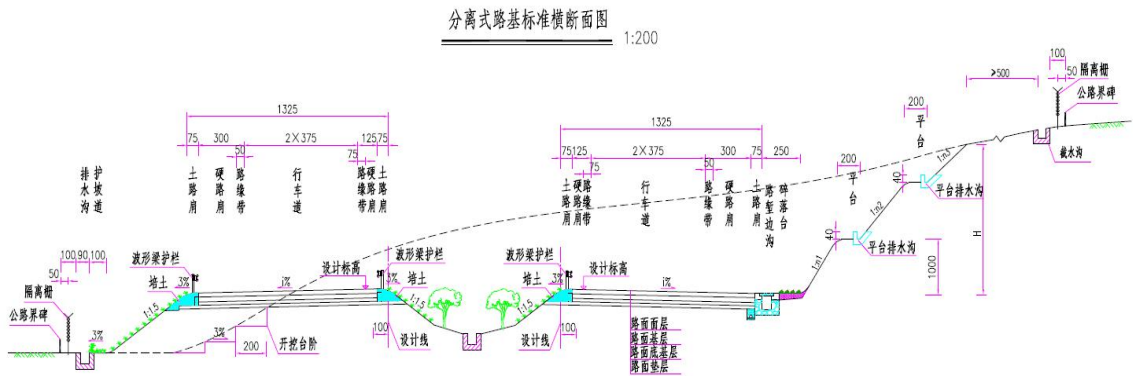 分离式路基标准横断面图
1:200
1325
75
300
2×375
125
75
50
75
土路肩
硬路肩
路缘带
行车道
路缘带
硬路肩
土路肩
排水沟
护坡道
1325
75
125
2×375
300
75
250
75
50
土路肩
硬路肩
路缘带
行车道
路缘带
硬路肩
土路肩
路堑边沟
碎落台
200
平台
200
平台
≥500
100
50
隔离栅
公路界碑
截水沟
1:n3
40
平台排水沟
1:n2
40
平台排水沟
1:n1
1000
H
100
90
100
50
隔离栅
公路界碑
3%
1:1.5
波形梁护栏
培土
3%
i%
设计标高
波形梁护栏
培土
3%
1:1.5
100
设计线
3%
200
开挖台阶
波形梁护栏
培土
3%
1:1.5
设计线
100
设计标高
i%
路面面层
路面基层
路面底基层
路面垫层